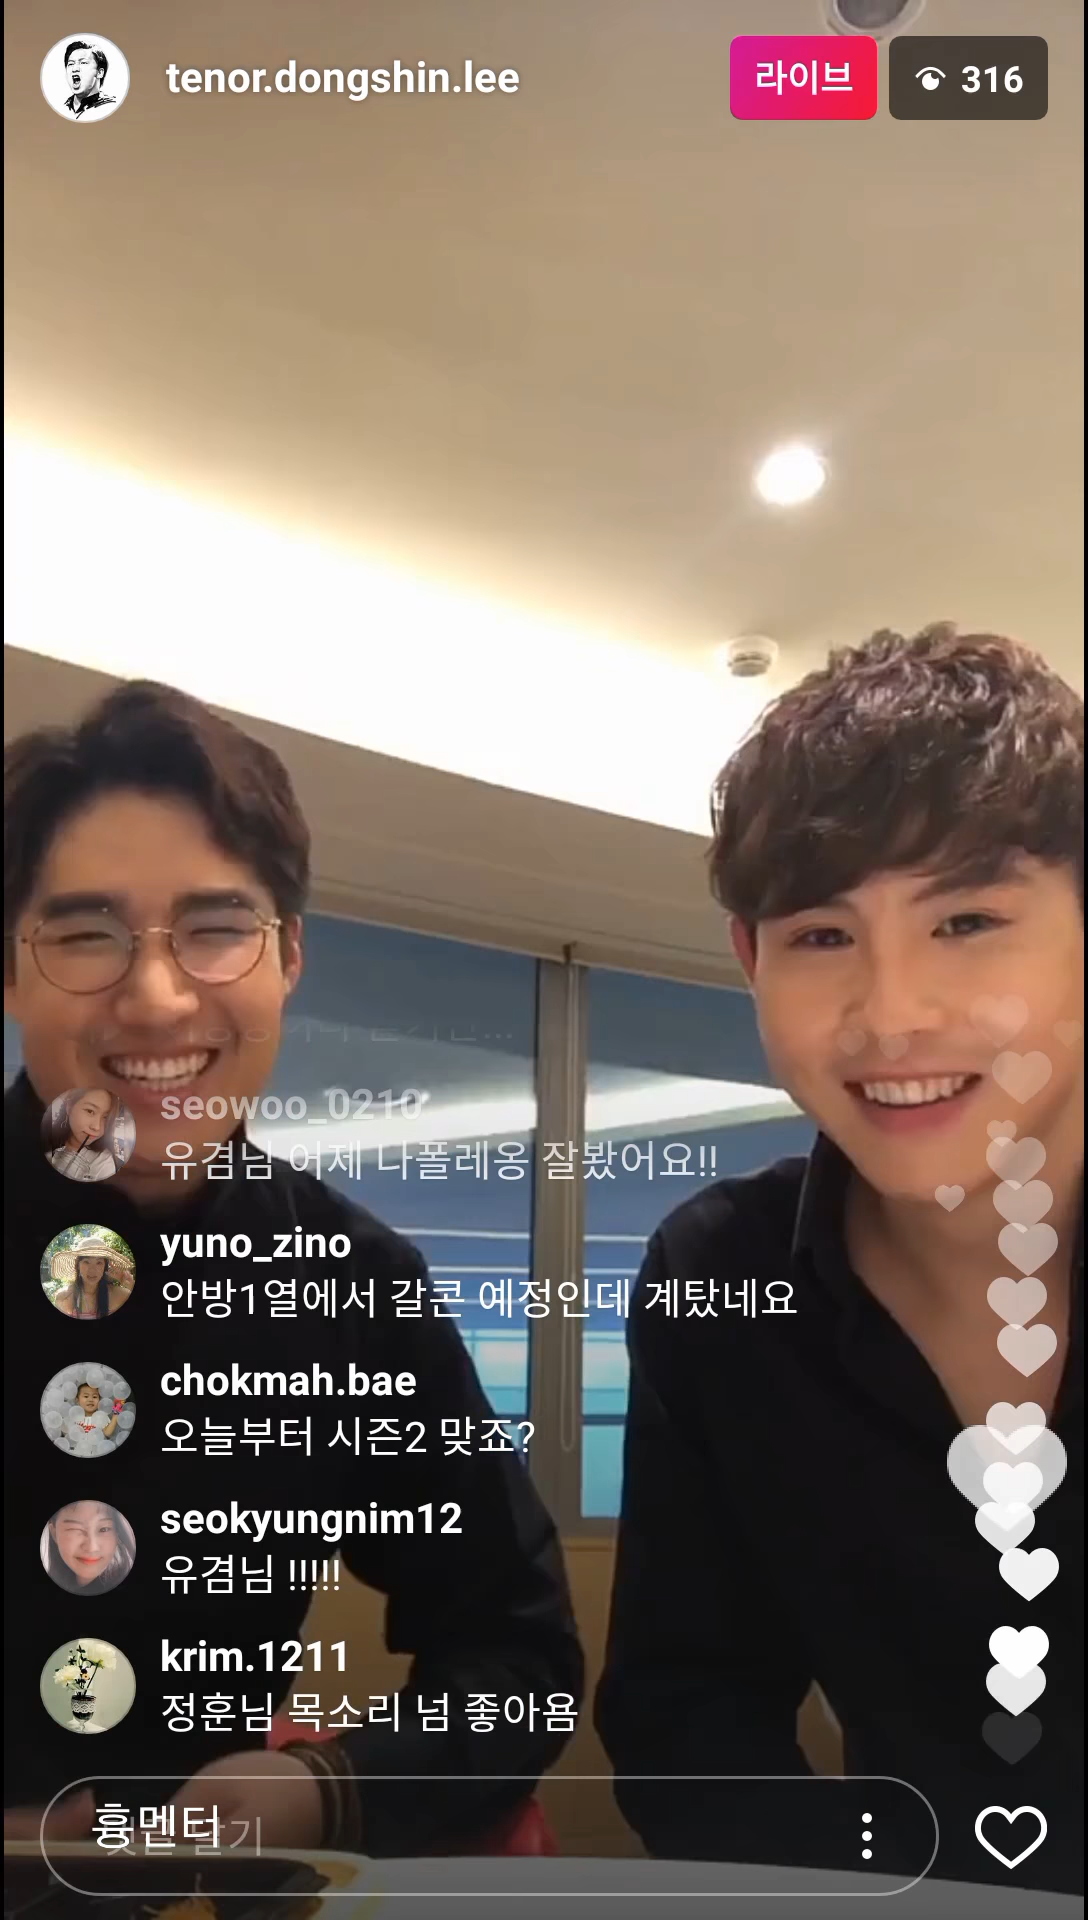 tenor.dongshin.lee
라이브
316
seowoo_0210
유겸님 어제 나폴레옹 잘봤어요!!
yuno_zino
안방1열에서 갈콘 예정인데 계탔네요
chokmah.bae
오늘부터 시즌2 맞죠?
seokyungnim12
유겸님 !!!!!
krim.1211
정훈님 목소리 넘 좋아욤
흉멘터